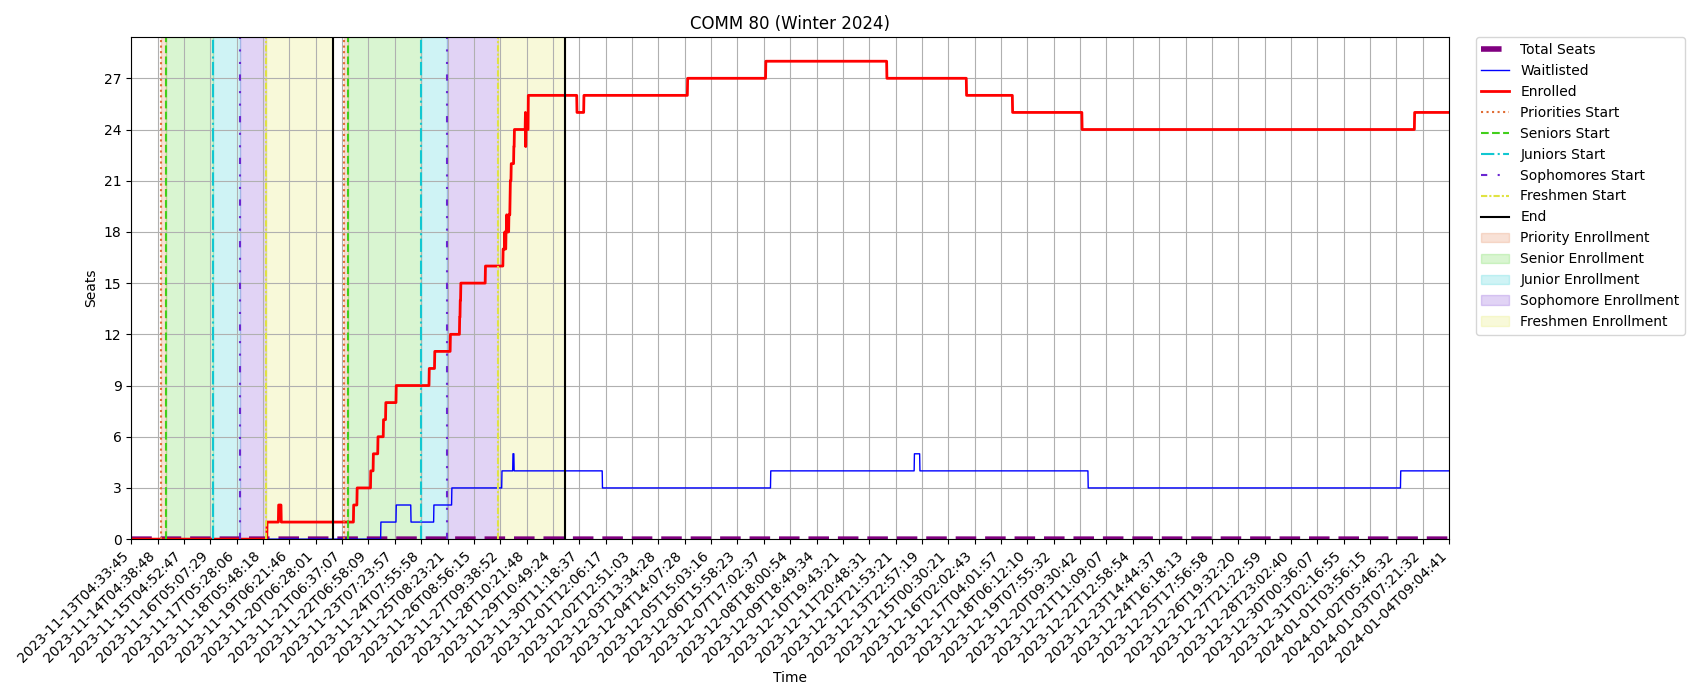 COMM 80 (Winter 2024)
Seats
27
24
21
18
15
12
9
6
3
0
2023-11-13T04:33:45
2023-11-14T04:38:48
2023-11-15T04:52:47
2023-11-16T05:07:29
2023-11-17T05:28:06
2023-11-18T05:48:18
2023-11-19T06:21:46
2023-11-20T06:28:01
2023-11-21T06:37:07
2023-11-22T06:58:09
2023-11-23T07:23:57
2023-11-24T07:55:58
2023-11-25T08:23:21
2023-11-26T08:56:15
2023-11-27T09:38:52
2023-11-28T10:21:48
2023-11-29T10:49:24
2023-11-30T11:18:37
2023-12-01T12:06:17
2023-12-02T12:51:03
2023-12-03T13:34:28
2023-12-04T14:07:28
2023-12-05T15:03:16
2023-12-06T15:58:23
2023-12-07T17:02:37
2023-12-08T18:00:54
2023-12-09T18:49:34
2023-12-10T19:43:21
2023-12-11T20:48:31
2023-12-12T21:53:21
2023-12-13T22:57:19
2023-12-15T00:30:21
2023-12-16T02:02:43
2023-12-17T04:01:57
2023-12-18T06:12:10
2023-12-19T07:55:32
2023-12-20T09:30:42
2023-12-21T11:09:07
2023-12-22T12:58:54
2023-12-23T14:44:37
2023-12-24T16:18:13
2023-12-25T17:56:58
2023-12-26T19:32:20
2023-12-27T21:22:59
2023-12-28T23:02:40
2023-12-30T00:36:07
2023-12-31T02:16:55
2024-01-01T03:56:15
2024-01-02T05:46:32
2024-01-03T07:21:32
2024-01-04T09:04:41
Time
Total Seats
Waitlisted
Enrolled
Priorities Start
Seniors Start
Juniors Start
Sophomores Start
Freshmen Start
End
Priority Enrollment
Senior Enrollment
Junior Enrollment
Sophomore Enrollment
Freshmen Enrollment